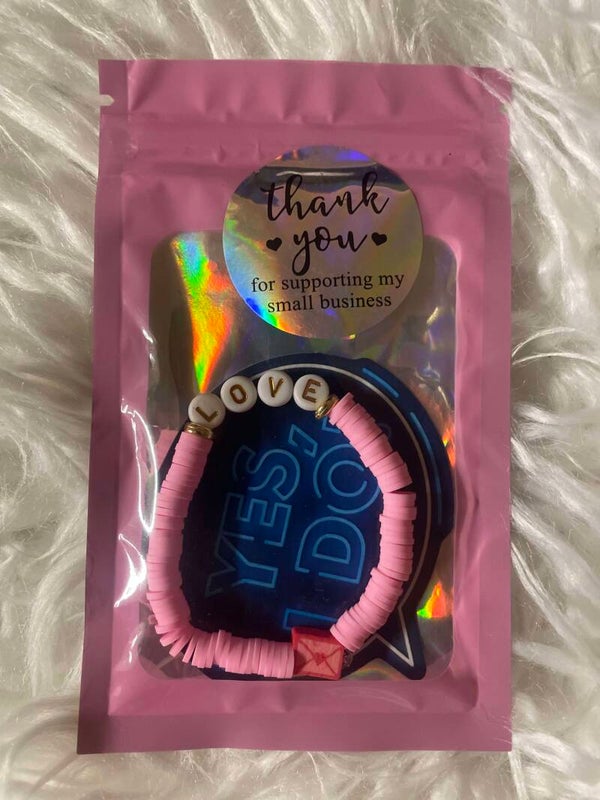 thank
you
for supporting my
small business
LOVE
YES,
I DO!